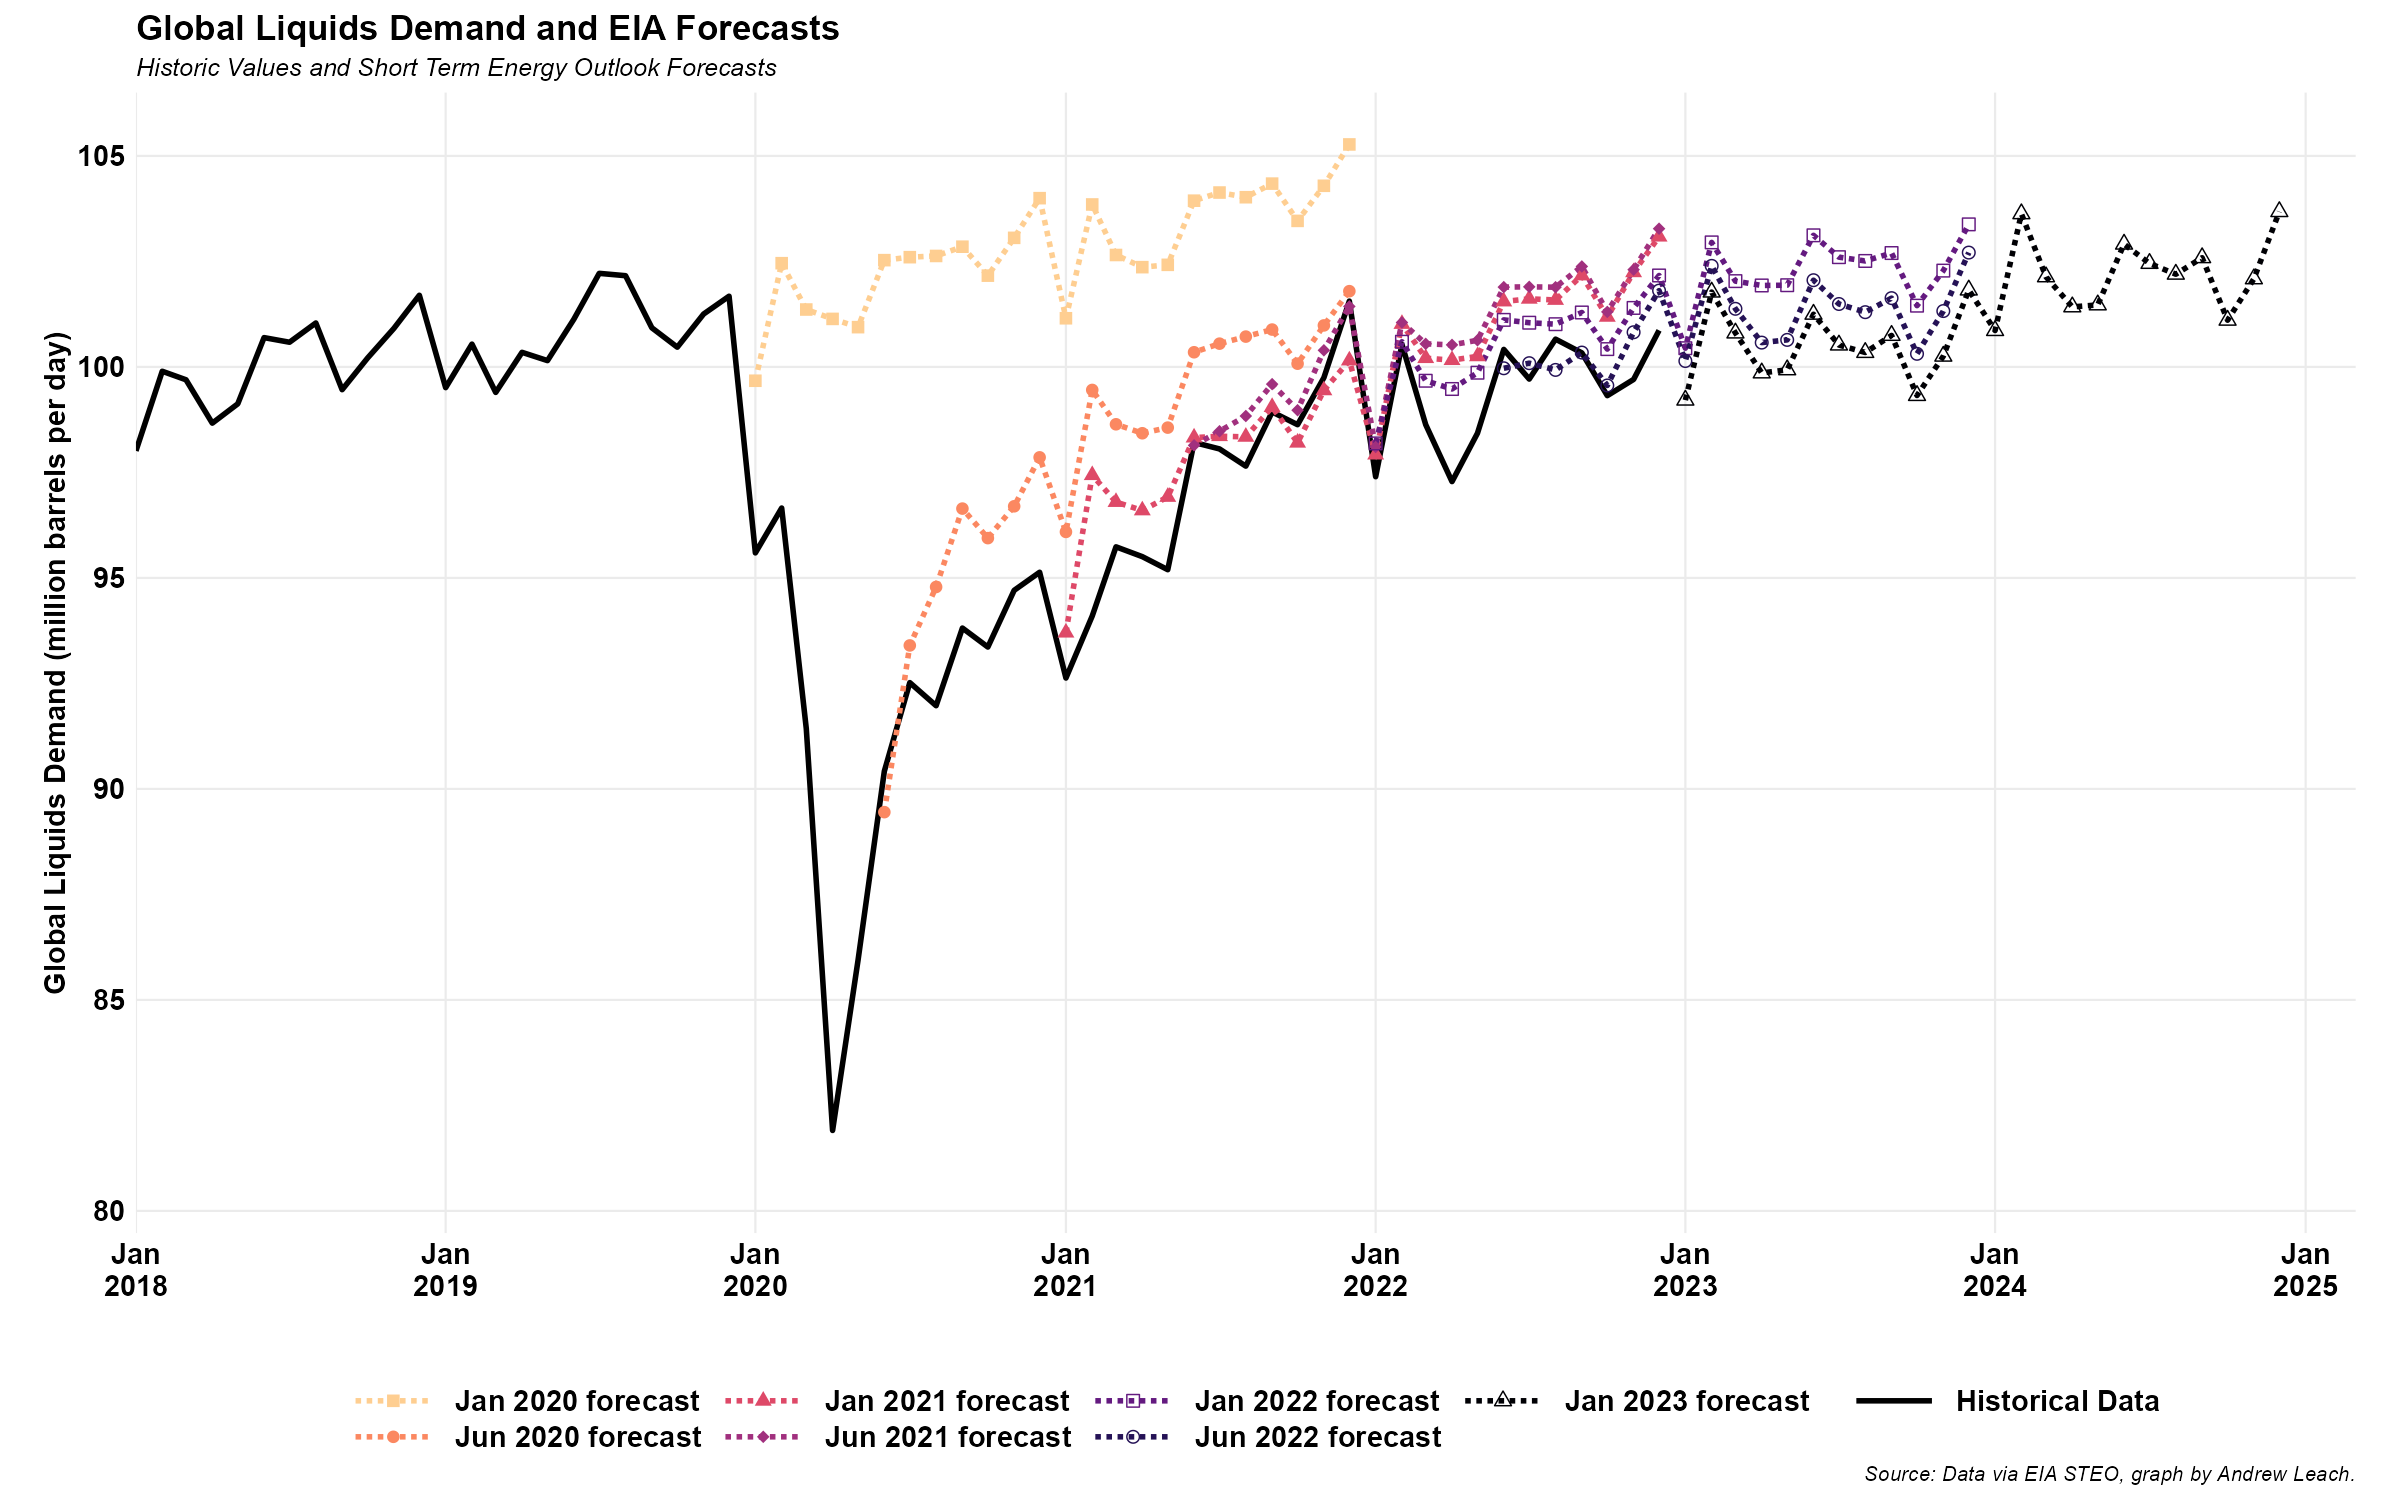 Global Liquids Demand and EIA Forecasts
Historic Values and Short Term Energy Outlook Forecasts
Global Liquids Demand (million barrels per day)
105
100
95
90
85
80
Jan 2018
Jan 2019
Jan 2020
Jan 2021
Jan 2022
Jan 2023
Jan 2024
Jan 2025
Jan 2020 forecast
Jun 2020 forecast
Jan 2021 forecast
Jun 2021 forecast
Jan 2022 forecast
Jun 2022 forecast
Jan 2023 forecast
Historical Data
Source: Data via EIA STEO, graph by Andrew Leach.